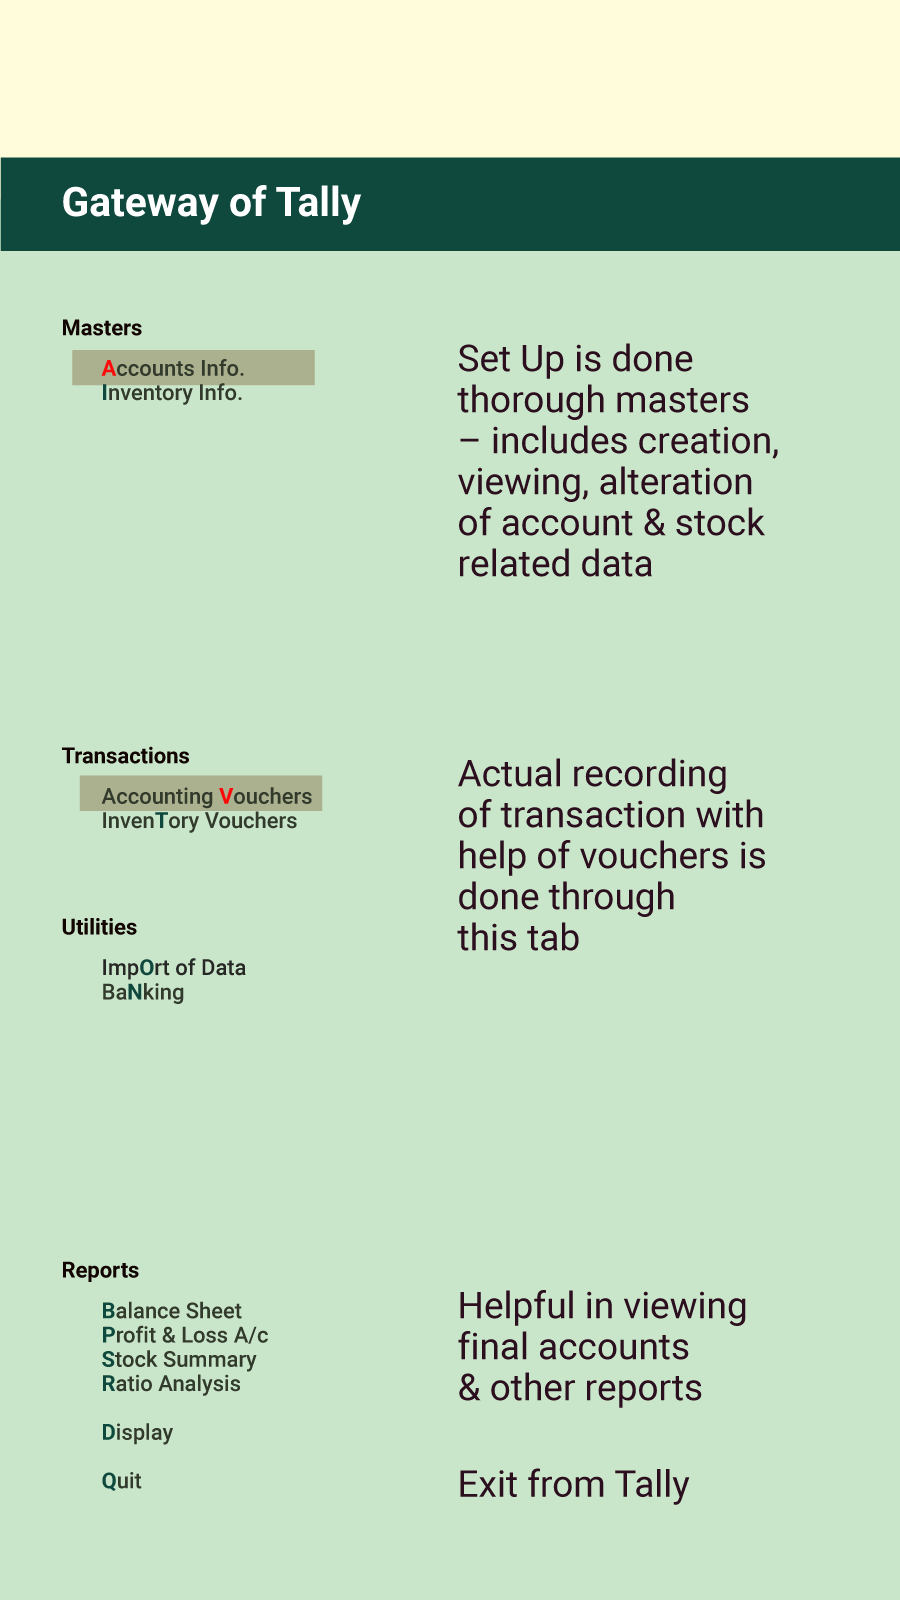 Gateway of Tally
Masters
Accounts Info.
Inventory Info.
Set Up is done
thorough masters
– includes creation,
viewing, alteration
of account & stock
related data
Transactions
Accounting Vouchers
InvenTory Vouchers
Actual recording
of transaction with
help of vouchers is
done through
this tab
Utilities
ImpOrt of Data
BaNking
Reports
Balance Sheet
Profit & Loss A/c
Stock Summary
Ratio Analysis
Display
Quit
Helpful in viewing
final accounts
& other reports
Exit from Tally